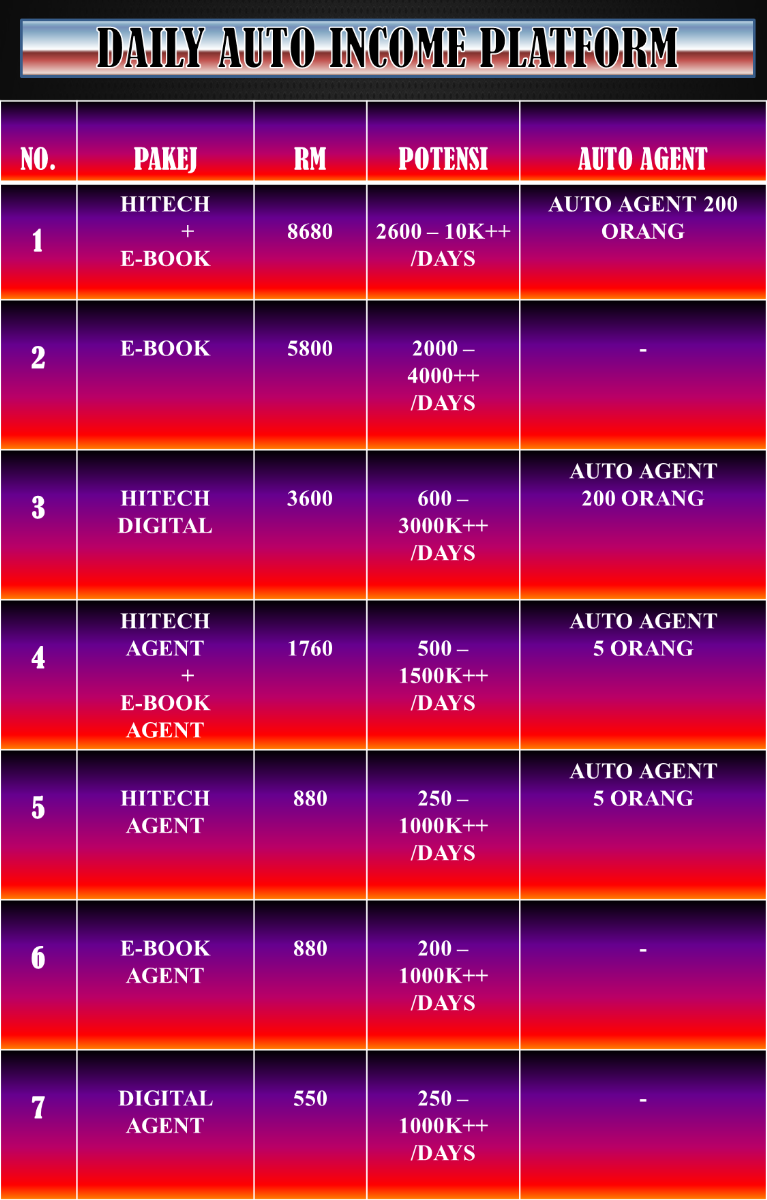 DAILY AUTO INCOME PLATFORM
NO. PAKEJ RM POTENSI AUTO AGENT
1
HITECH
+
E-BOOK
8680
2600 – 10K++
/DAYS
AUTO AGENT 200
ORANG
2
E-BOOK
5800
2000 –
4000++
/DAYS
-
3
HITECH
DIGITAL
3600
600 –
3000K++
/DAYS
AUTO AGENT
200 ORANG
4
HITECH
AGENT
+
E-BOOK
AGENT
1760
500 –
1500K++
/DAYS
AUTO AGENT
5 ORANG
5
HITECH
AGENT
880
250 –
1000K++
/DAYS
AUTO AGENT
5 ORANG
6
E-BOOK
AGENT
880
200 –
1000K++
/DAYS
-
7
DIGITAL
AGENT
550
250 –
1000K++
/DAYS
-